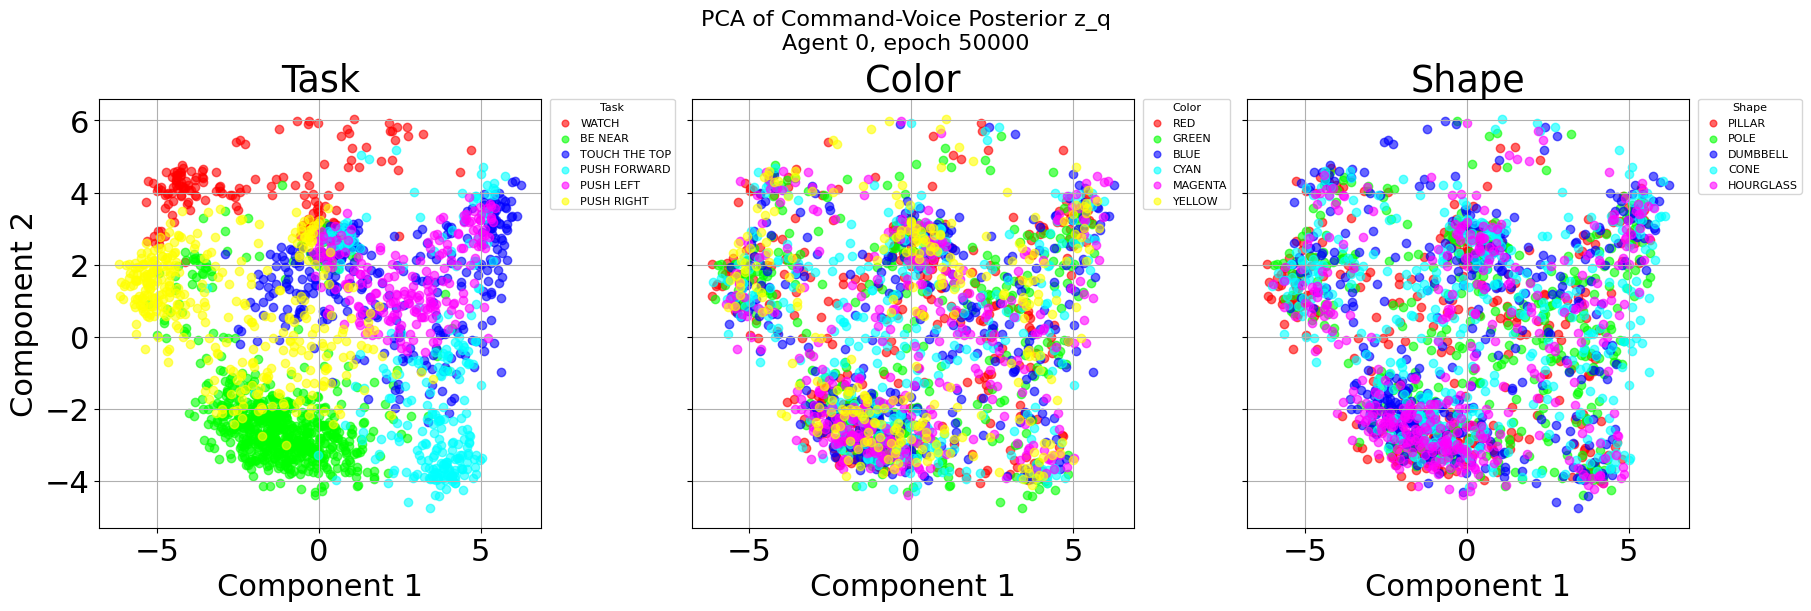 PCA of Command-Voice Posterior z_q
Agent 0, epoch 50000
Task
Component 2
6
4
2
0
−2
−4
−5
0
5
Component 1
Task
WATCH
BE NEAR
TOUCH THE TOP
PUSH FORWARD
PUSH LEFT
PUSH RIGHT
Color
−5
0
5
Component 1
Color
RED
GREEN
BLUE
CYAN
MAGENTA
YELLOW
Shape
−5
0
5
Component 1
Shape
PILLAR
POLE
DUMBBELL
CONE
HOURGLASS